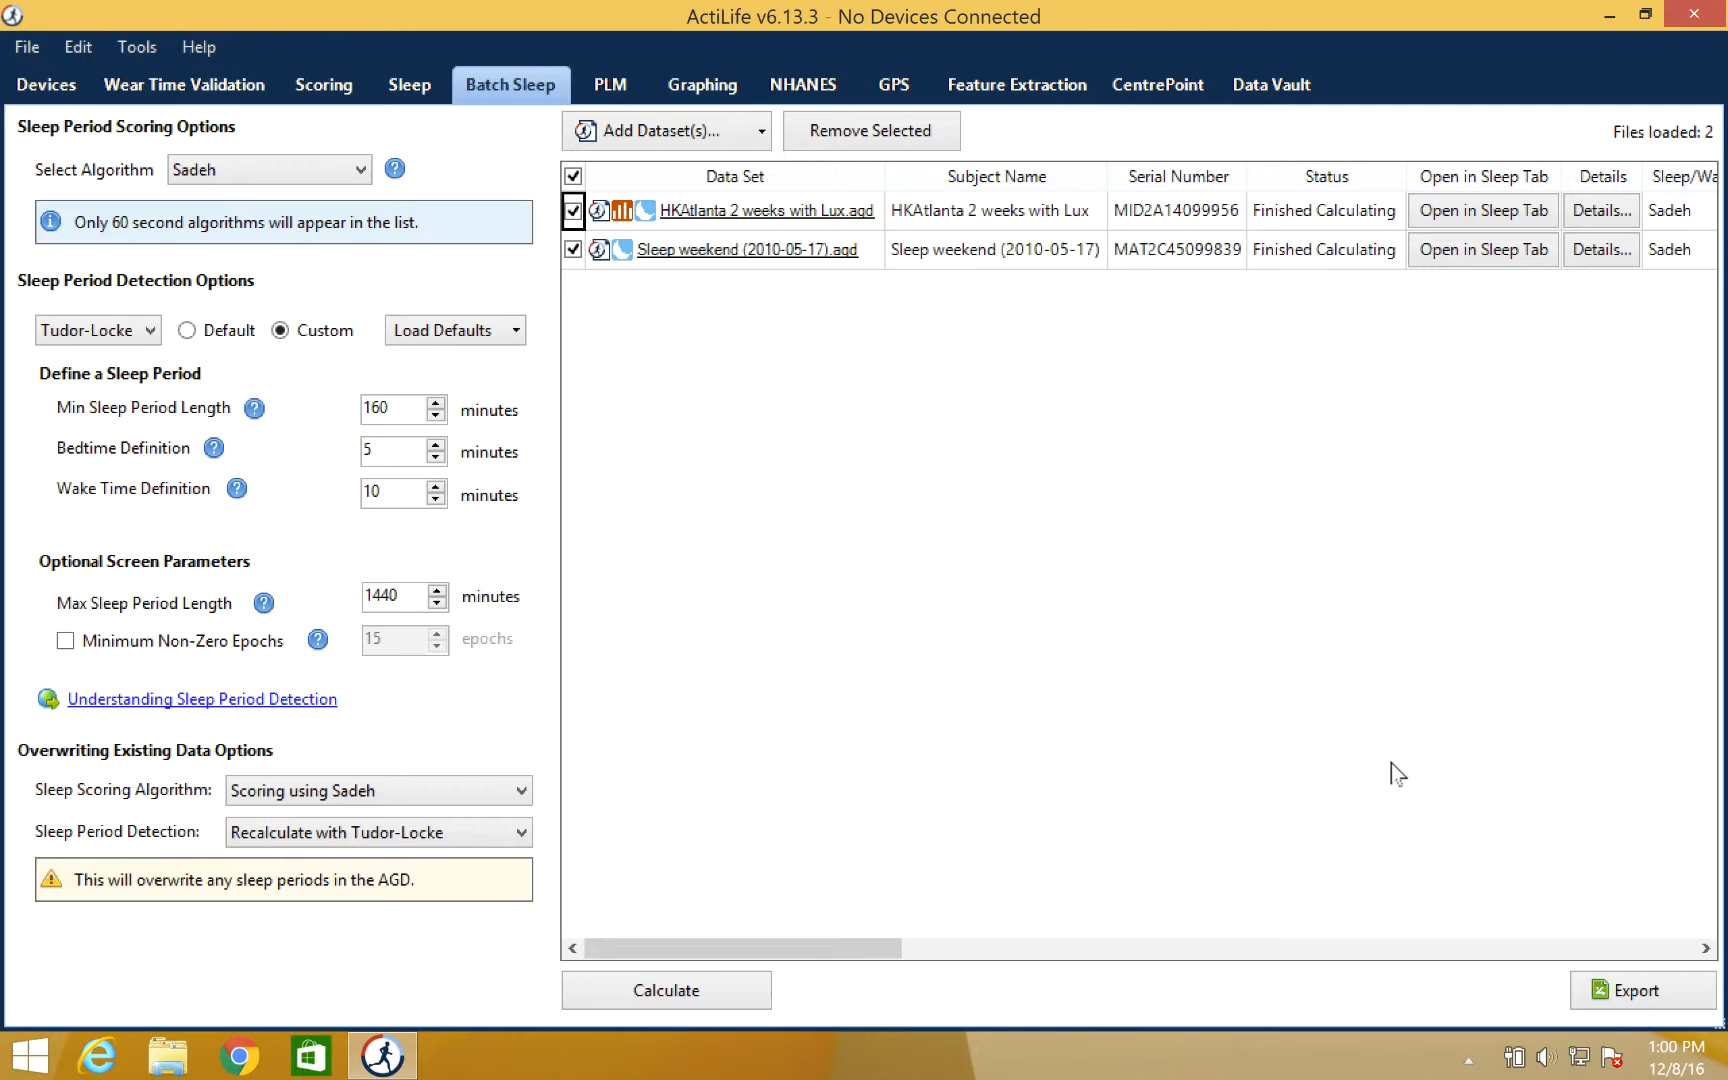 ActiLife v6.13.3 - No Devices Connected
File Edit Tools Help
Devices Wear Time Validation Scoring Sleep Batch Sleep PLM Graphing NHANES GPS Feature Extraction CentrePoint Data Vault
Sleep Period Scoring Options
Select Algorithm Sadeh
Only 60 second algorithms will appear in the list.
Sleep Period Detection Options
Tudor-Locke Default Custom Load Defaults
Define a Sleep Period
Min Sleep Period Length 160 minutes
Bedtime Definition 5 minutes
Wake Time Definition 10 minutes
Optional Screen Parameters
Max Sleep Period Length 1440 minutes
Minimum Non-Zero Epochs 15 epochs
Understanding Sleep Period Detection
Overwriting Existing Data Options
Sleep Scoring Algorithm: Scoring using Sadeh
Sleep Period Detection: Recalculate with Tudor-Locke
This will overwrite any sleep periods in the AGD.
Add Dataset(s)... Remove Selected Files loaded: 2
Data Set Subject Name Serial Number Status Open in Sleep Tab Details Sleep/Wa
HKAtlanta 2 weeks with Lux.agd HKAtlanta 2 weeks with Lux MID2A14099956 Finished Calculating Open in Sleep Tab Details... Sadeh
Sleep weekend (2010-05-17).agd Sleep weekend (2010-05-17) MAT2C45099839 Finished Calculating Open in Sleep Tab Details... Sadeh
Calculate Export
1:00 PM
12/8/16